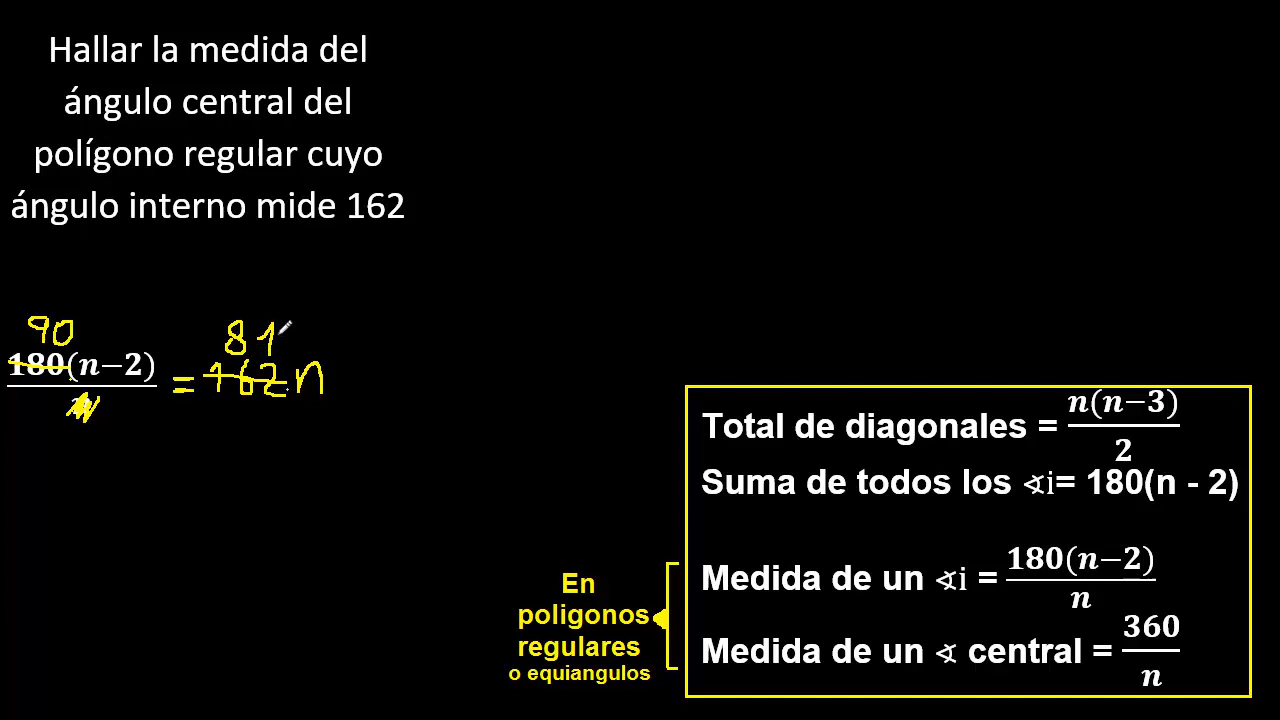 Hallar la medida del
ángulo central del
polígono regular cuyo
ángulo interno mide 162
90
180(n−2)
n
=
81
162 n
Total de diagonales = n(n−3)/2
Suma de todos los ∢i= 180(n - 2)
Medida de un ∢i = 180(n−2)/n
Medida de un ∢ central = 360/n
En
poligonos
regulares
o equiangulos